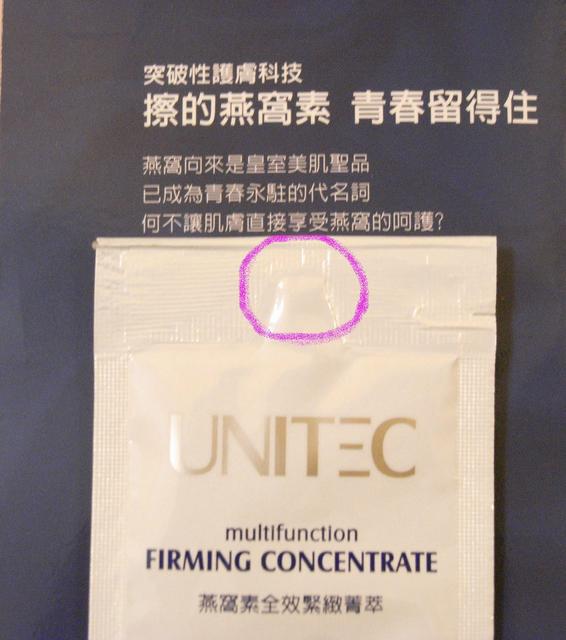 突破性護膚科技
擦的燕窩素 青春留得住
燕窩向來是皇室美肌聖品
已成為青春永駐的代名詞
何不讓肌膚直接享受燕窩的呵護?
UNITEC
multifunction
FIRMING CONCENTRATE
燕窩素全效緊緻菁萃